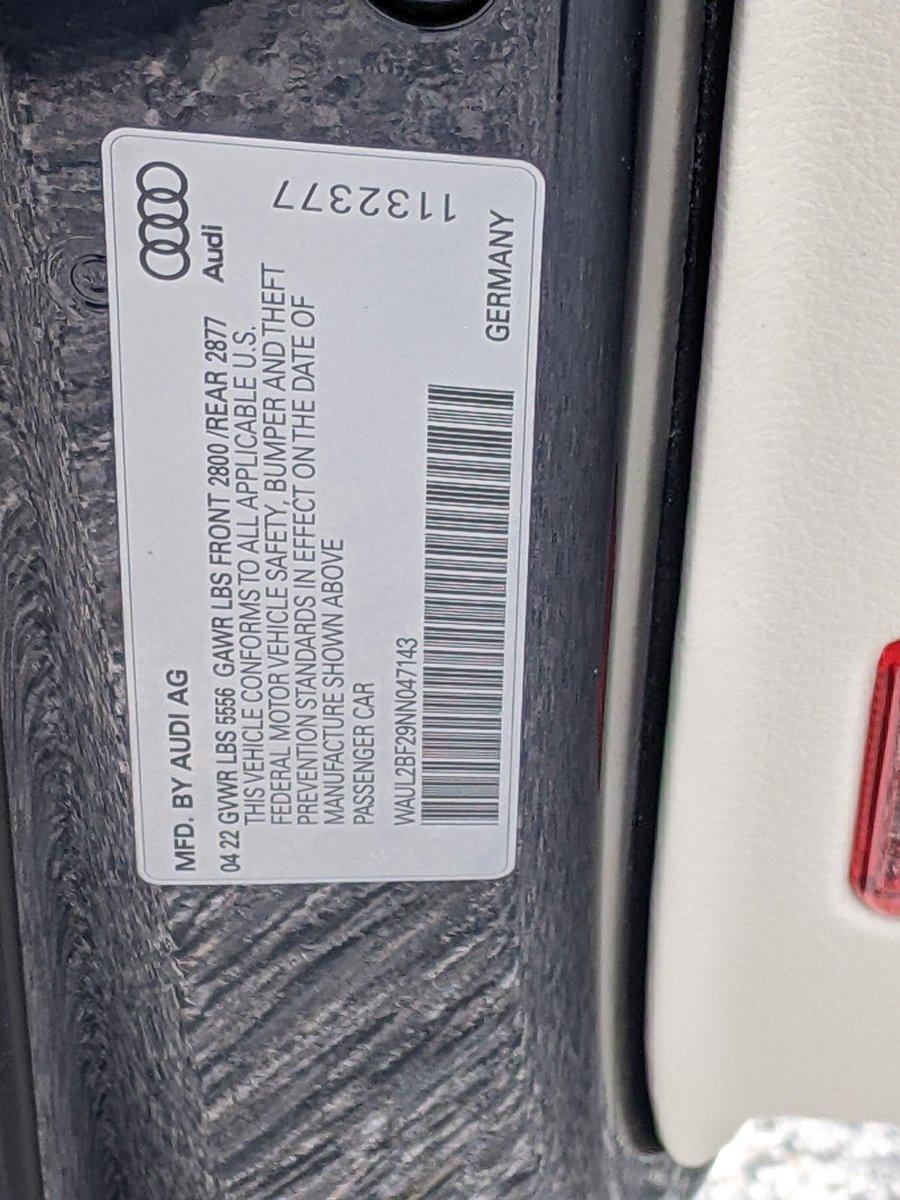 MFD. BY AUDI AG
Audi
04 22 GVWR LBS 5556 GAWR LBS FRONT 2800 /REAR 2877
THIS VEHICLE CONFORMS TO ALL APPLICABLE U.S.
FEDERAL MOTOR VEHICLE SAFETY, BUMPER AND THEFT
PREVENTION STANDARDS IN EFFECT ON THE DATE OF
MANUFACTURE SHOWN ABOVE
PASSENGER CAR
WAUL2BF29NN047143
GERMANY
1132377